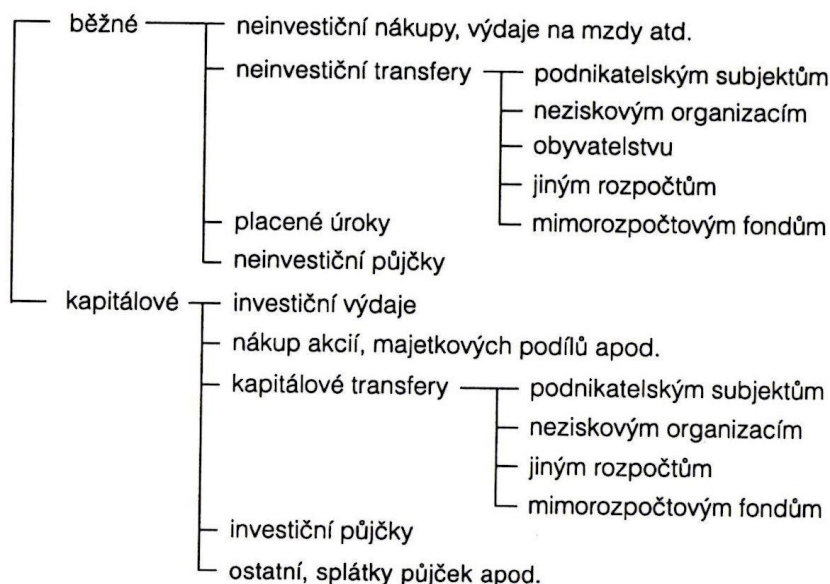 běžné neinvestiční nákupy, výdaje na mzdy atd.
neinvestiční transfery podnikatelským subjektům
neziskovým organizacím
obyvatelstvu
jiným rozpočtům
placené úroky mimorozpočtovým fondům
neinvestiční půjčky
kapitálové investiční výdaje
nákup akcií, majetkových podílů apod.
kapitálové transfery podnikatelským subjektům
neziskovým organizacím
jiným rozpočtům
mimorozpočtovým fondům
investiční půjčky
ostatní, splátky půjček apod.